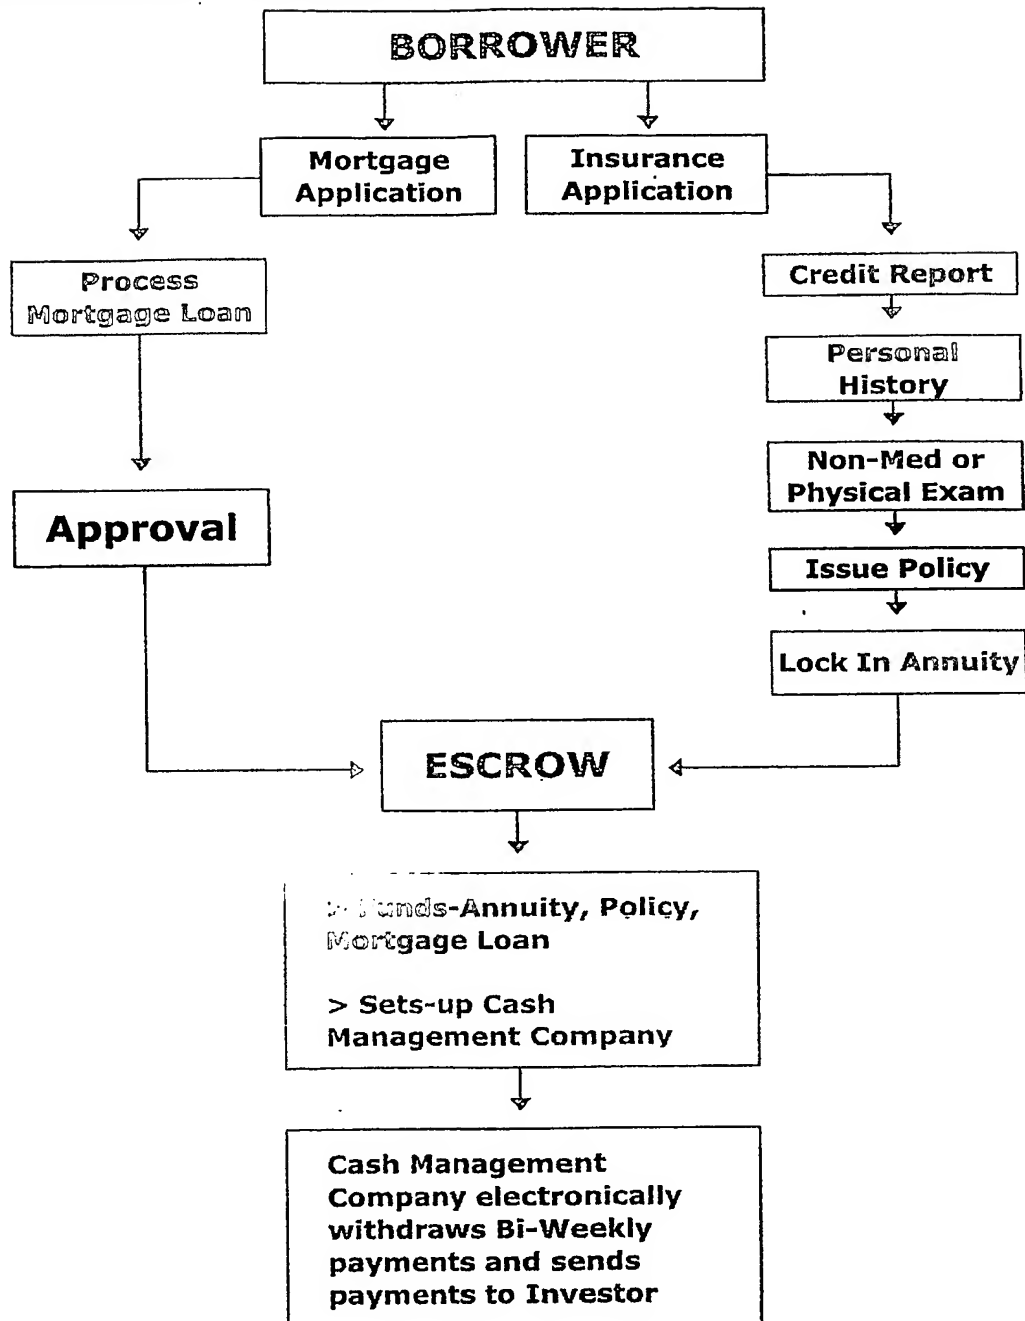 BORROWER
Mortgage
Application
Insurance
Application
Process
Mortgage Loan
Credit Report
Personal
History
Non-Med or
Physical Exam
Approval
Issue Policy
Lock In Annuity
ESCROW
> Funds-Annuity, Policy,
Mortgage Loan
> Sets-up Cash
Management Company
Cash Management
Company electronically
withdraws Bi-Weekly
payments and sends
payments to Investor